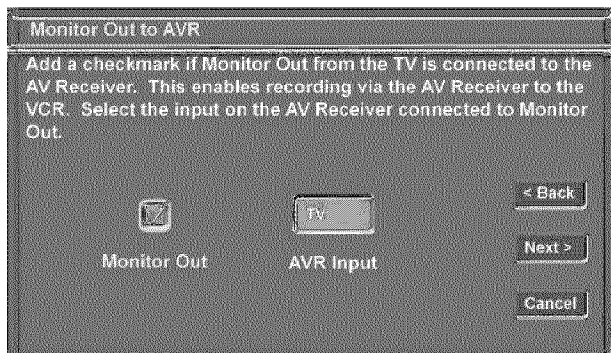 Monitor Out to AVR
Add a checkmark if Monitor Out from the TV is connected to the
AV Receiver. This enables recording via the AV Receiver to the
VCR. Select the input on the AV Receiver connected to Monitor
Out.
< Back
TV
Monitor Out
AVR Input
Next >
Cancel